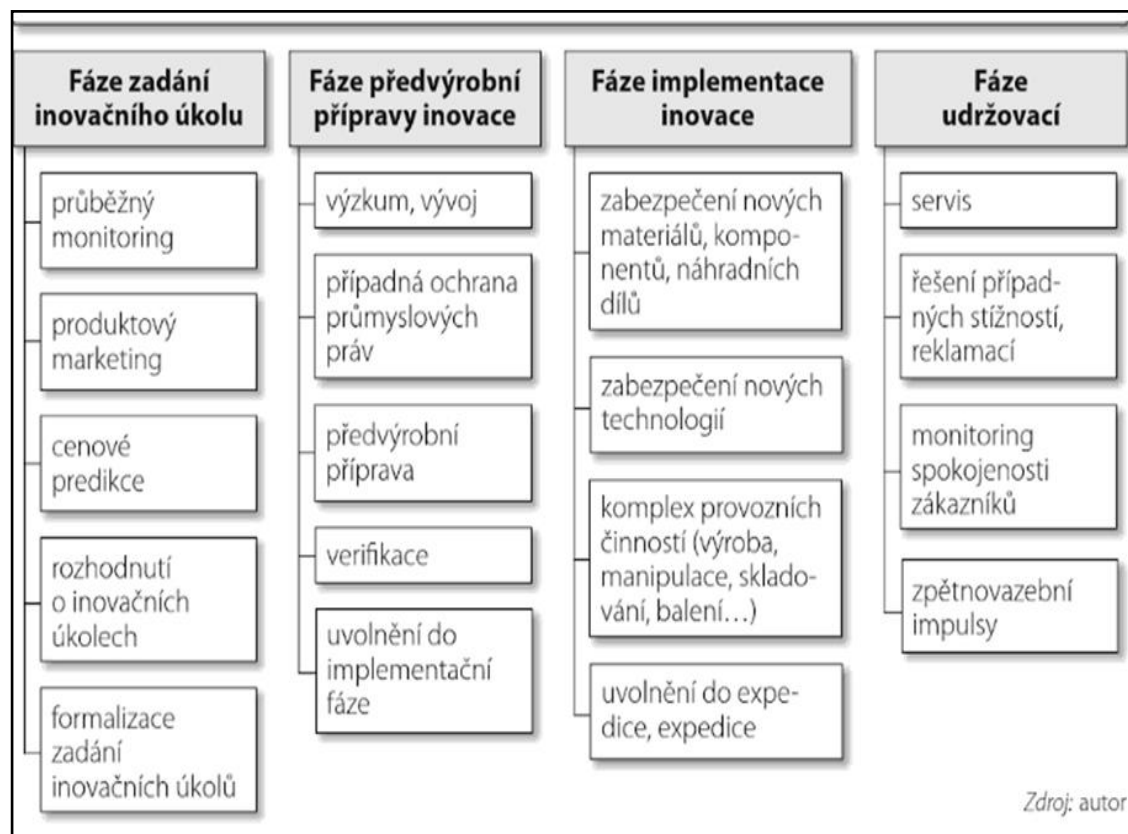 Fáze zadání
inovačního úkolu
průběžný
monitoring
produktový
marketing
cenové
predikce
rozhodnutí
o inovačních
úkolech
formalizace
zadání
inovačních úkolů
Fáze předvýrobní
přípravy inovace
výzkum, vývoj
případná ochrana
průmyslových
práv
předvýrobní
příprava
verifikace
uvolnění do
implementační
fáze
Fáze implementace
inovace
zabezpečení nových
materiálů, kompo-
nentů, náhradních
dílů
zabezpečení nových
technologií
komplex provozních
činností (výroba,
manipulace, sklado-
vání, balení…)
uvolnění do expe-
dice, expedice
Fáze
udržovací
servis
řešení případ-
ných stížností,
reklamací
monitoring
spokojenosti
zákazníků
zpětnovazební
impulsy
Zdroj: autor